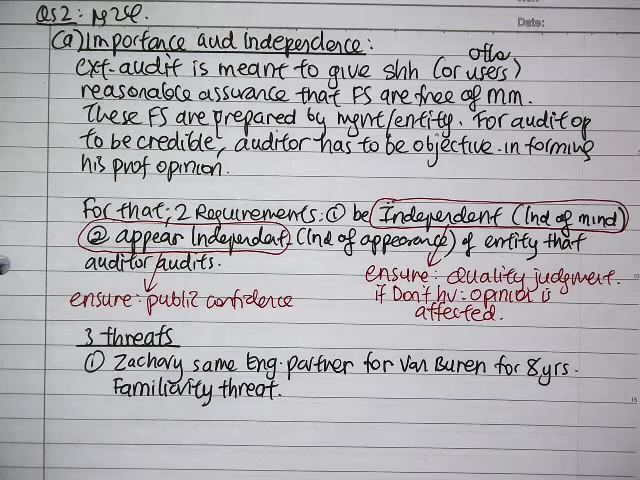 Qs2: pg 24.
Date:
(a) Importance and independence:
ext-audit is meant to give shh (or other users)
reasonable assurance that FS are free of mm.
These FS are prepared by mgmt/entity. For audit op
to be credible, auditor has to be objective in forming
his prof opinion.
For that; 2 Requirements: ① be Independent (Ind of mind)
② appear Independent (Ind of appearance) of entity that
auditor audits.
ensure: quality judgment.
if Don't hv: opinion is
affected.
ensure: public confidence
3 threats
① Zachary same Eng. partner for Van Buren for 8yrs.
Familiarity threat.